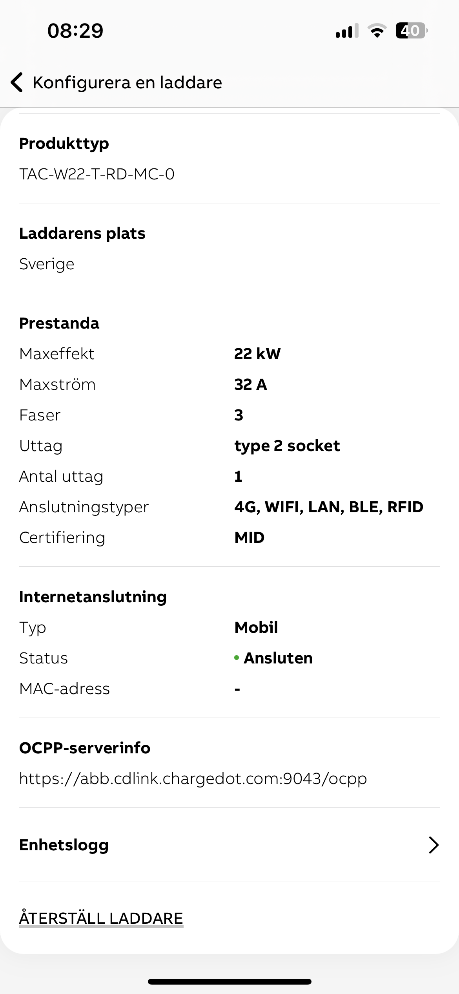 08:29
40
Konfigurera en laddare
Produkttyp
TAC-W22-T-RD-MC-0
Laddarens plats
Sverige
Prestanda
Maxeffekt 22 kW
Maxström 32 A
Faser 3
Uttag type 2 socket
Antal uttag 1
Anslutningstyper 4G, WIFI, LAN, BLE, RFID
Certifiering MID
Internetanslutning
Typ Mobil
Status • Ansluten
MAC-adress -
OCPP-serverinfo
https://abb.cdlink.chargedot.com:9043/ocpp
Enhetslogg
ÅTERSTÄLL LADDARE